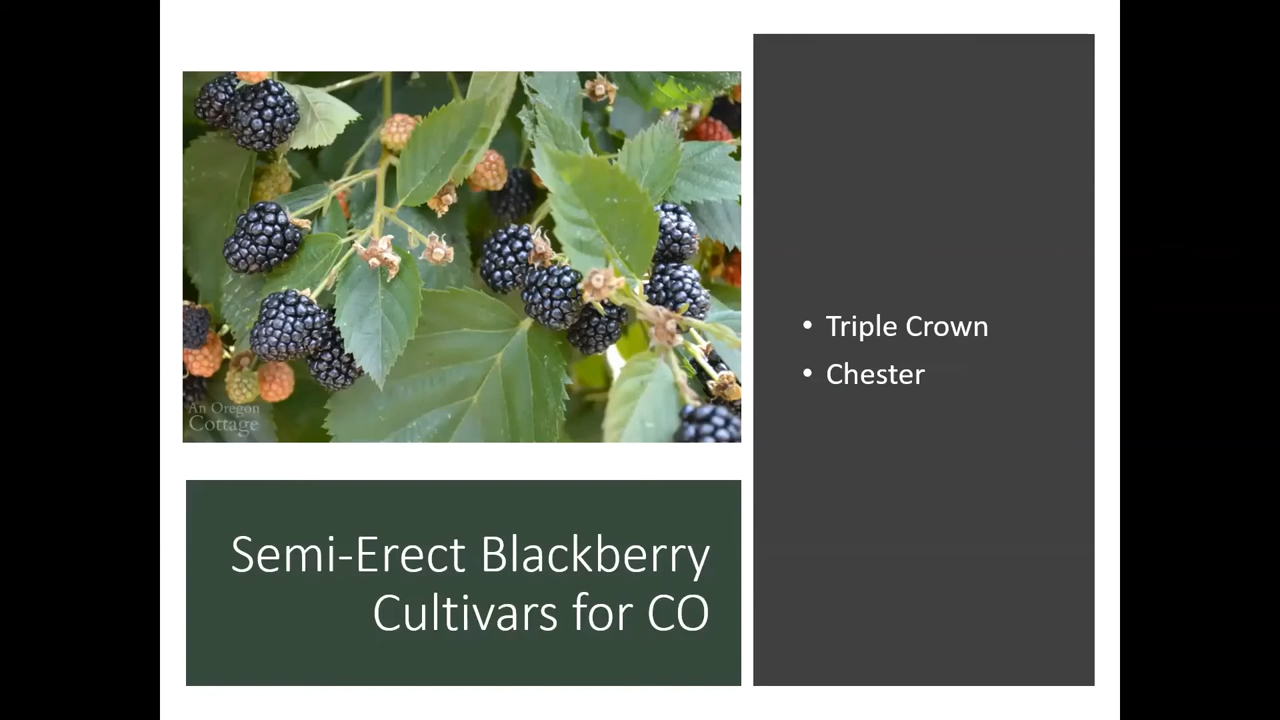 An Oregon
Cottage
Semi-Erect Blackberry
Cultivars for CO
• Triple Crown
• Chester